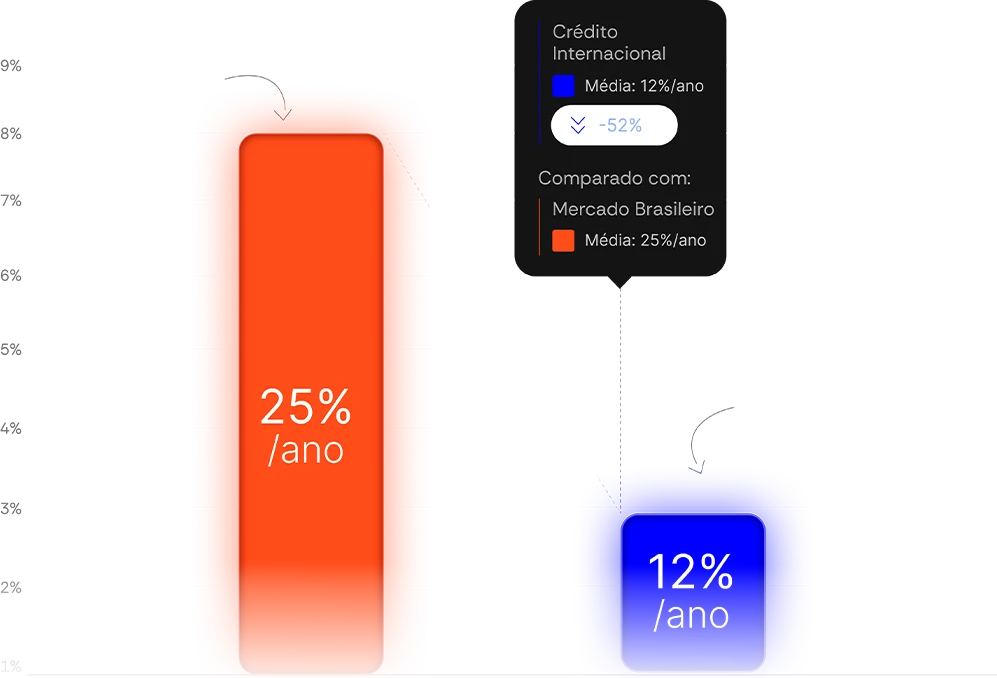 9%
8%
7%
6%
5%
4%
3%
2%
1%
25%
/ano
Crédito
Internacional
Média: 12%/ano
-52%
Comparado com:
Mercado Brasileiro
Média: 25%/ano
12%
/ano